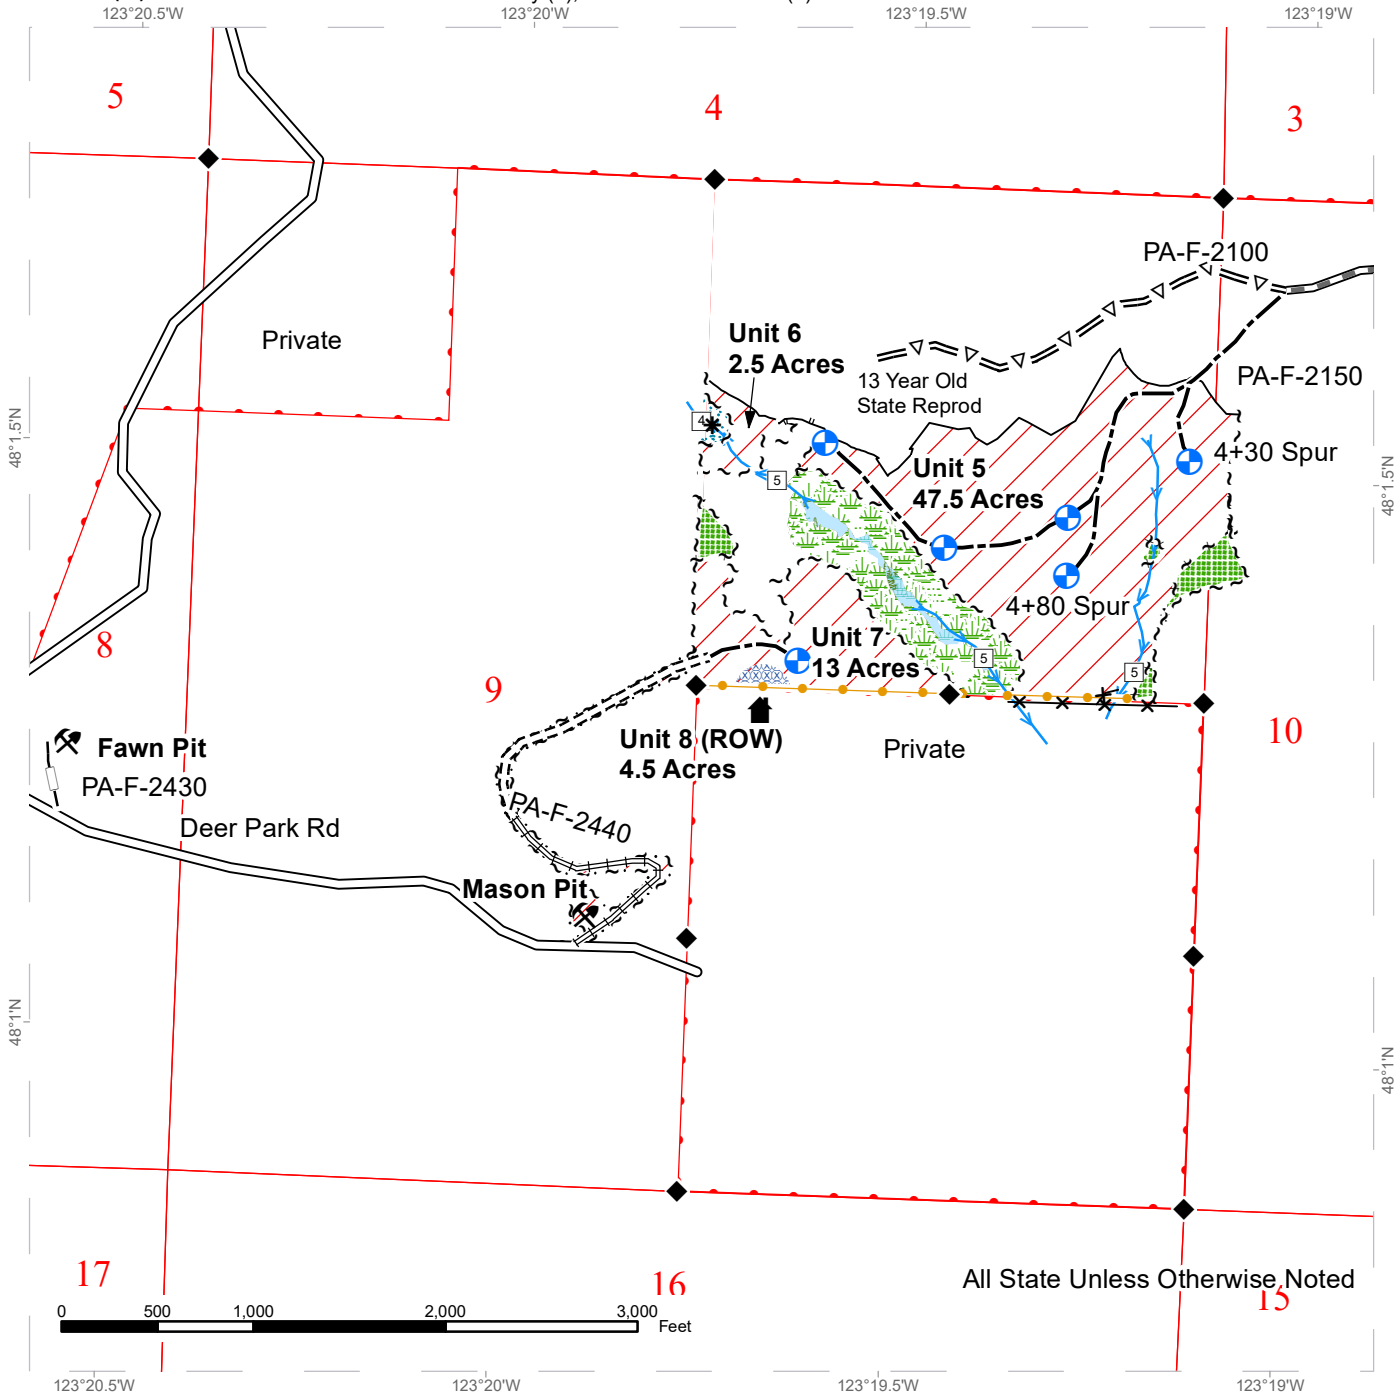 123°20.5'W
123°20'W
123°19.5'W
123°19'W
5
4
3
PA-F-2100
Private
Unit 6
2.5 Acres
13 Year Old
State Reprod
PA-F-2150
48°1.5'N
48°1.5'N
4
4+30 Spur
Unit 5
47.5 Acres
5
4+80 Spur
8
9
Unit 7
13 Acres
5
5
10
Fawn Pit
PA-F-2430
Unit 8 (ROW)
4.5 Acres
Private
Deer Park Rd
PA-F-2440
Mason Pit
48°1'N
48°1'N
17
16
15
All State Unless Otherwise Noted
0 500 1,000 2,000 3,000
Feet
123°20.5'W
123°20'W
123°19.5'W
123°19'W